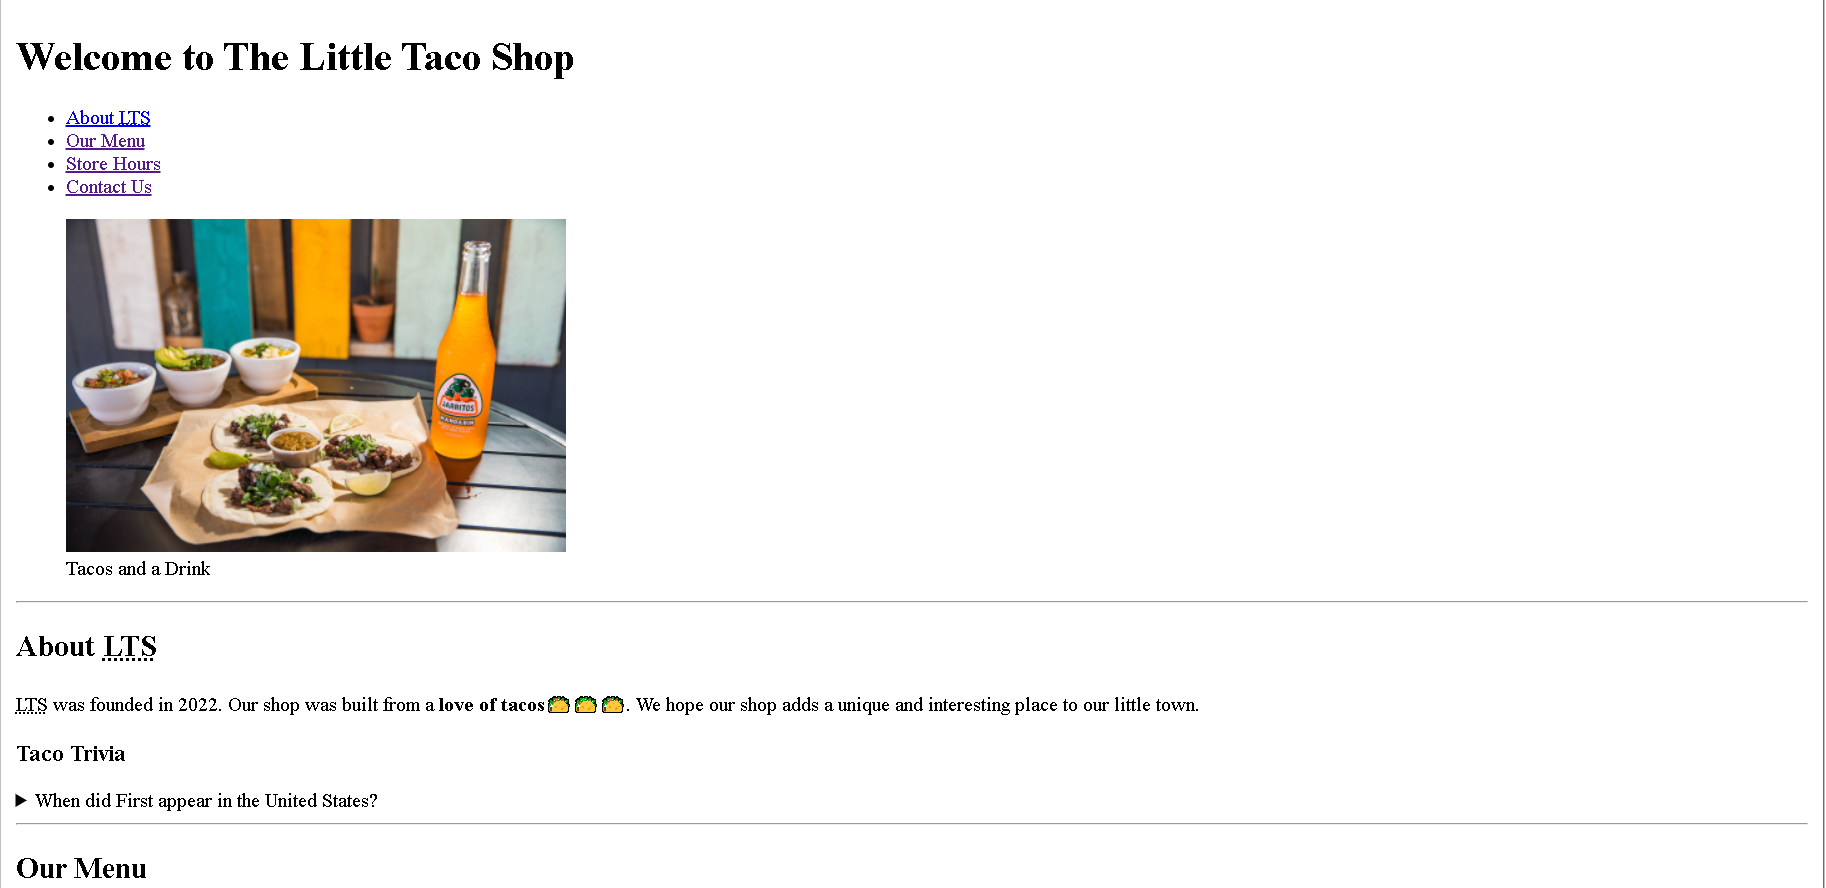 Welcome to The Little Taco Shop
About LTS
Our Menu
Store Hours
Contact Us
JARRITOS
MANDARIN
Tacos and a Drink
About LTS
LTS was founded in 2022. Our shop was built from a love of tacos🌮🌮🌮. We hope our shop adds a unique and interesting place to our little town.
Taco Trivia
When did First appear in the United States?
Our Menu